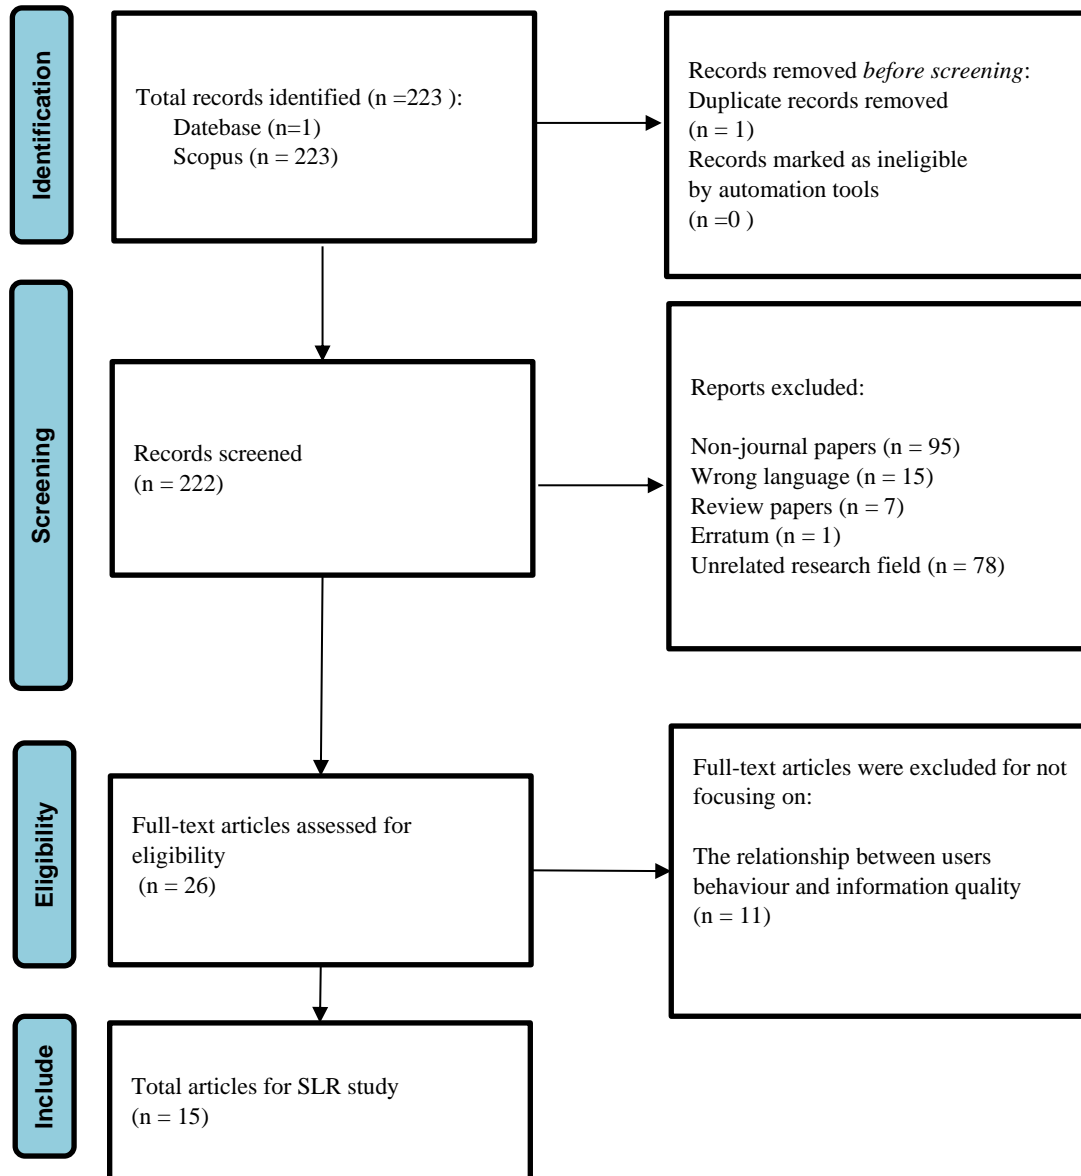 Identification
Total records identified (n =223 ):
Datebase (n=1)
Scopus (n = 223)
Records removed before screening:
Duplicate records removed
(n = 1)
Records marked as ineligible
by automation tools
(n =0 )
Screening
Records screened
(n = 222)
Reports excluded:
Non-journal papers (n = 95)
Wrong language (n = 15)
Review papers (n = 7)
Erratum (n = 1)
Unrelated research field (n = 78)
Eligibility
Full-text articles assessed for
eligibility
(n = 26)
Full-text articles were excluded for not
focusing on:
The relationship between users
behaviour and information quality
(n = 11)
Include
Total articles for SLR study
(n = 15)